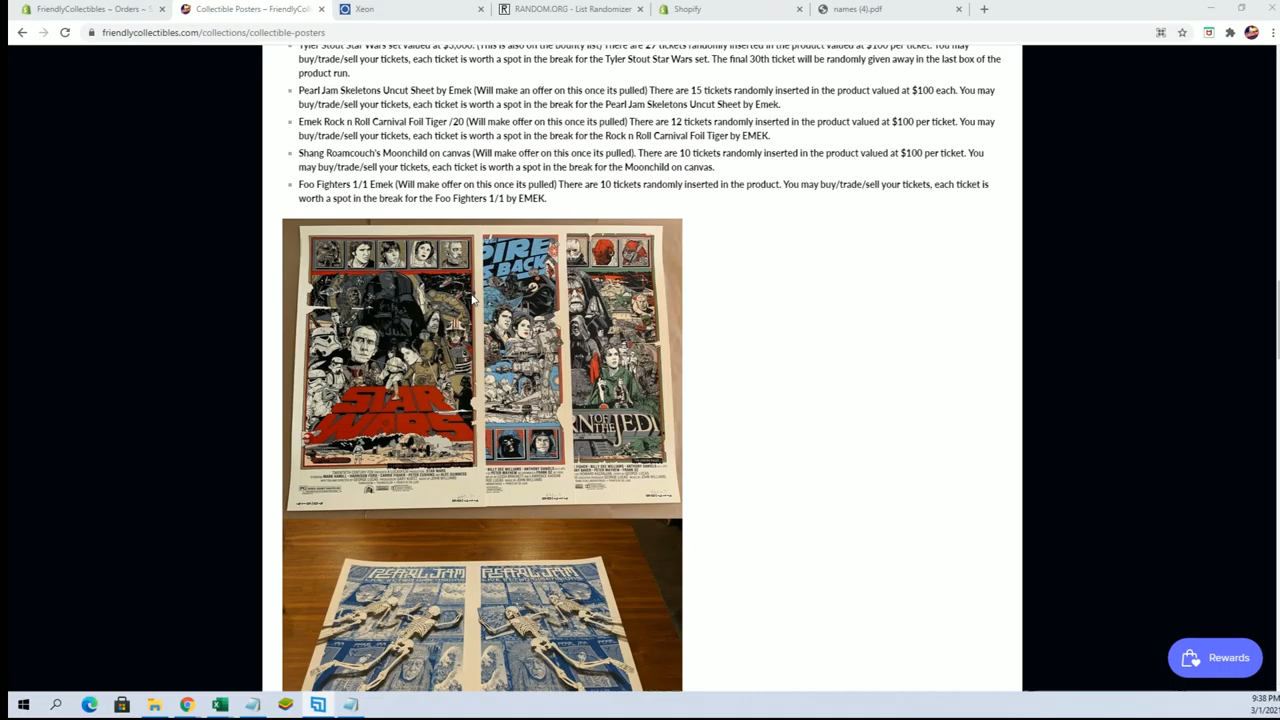 FriendlyCollectibles ~ Orders ~ S
Collectible Posters – FriendlyColl
Xeon
RANDOM.ORG - List Randomizer
Shopify
names (4).pdf
friendlycollectibles.com/collections/collectible-posters
Tyler Stout Star Wars set valued at $3,000. (This is also on the bounty list) There are 29 tickets randomly inserted in the product valued at $100 per ticket. You may
buy/trade/sell your tickets, each ticket is worth a spot in the break for the Tyler Stout Star Wars set. The final 30th ticket will be randomly given away in the last box of the
product run.
Pearl Jam Skeletons Uncut Sheet by Emek (Will make an offer on this once its pulled) There are 15 tickets randomly inserted in the product valued at $100 each. You may
buy/trade/sell your tickets, each ticket is worth a spot in the break for the Pearl Jam Skeletons Uncut Sheet by Emek.
Emek Rock n Roll Carnival Foil Tiger /20 (Will make offer on this once its pulled) There are 12 tickets randomly inserted in the product valued at $100 per ticket. You may
buy/trade/sell your tickets, each ticket is worth a spot in the break for the Rock n Roll Carnival Foil Tiger by EMEK.
Shang Roamcouch's Moonchild on canvas (Will make offer on this once its pulled). There are 10 tickets randomly inserted in the product valued at $100 per ticket. You
may buy/trade/sell your tickets, each ticket is worth a spot in the break for the Moonchild on canvas.
Foo Fighters 1/1 Emek (Will make offer on this once its pulled) There are 10 tickets randomly inserted in the product. You may buy/trade/sell your tickets, each ticket is
worth a spot in the break for the Foo Fighters 1/1 by EMEK.
PIRE
S BACK
STAR
WARS
RN OF THE JEDI
PEARL JAM
PEARL JAM
Rewards
9:38 PM
3/1/2021